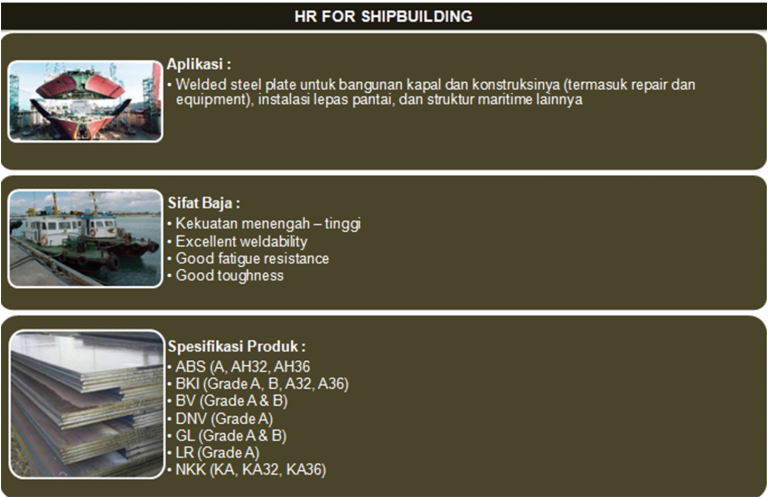 HR FOR SHIPBUILDING
Aplikasi :
• Welded steel plate untuk bangunan kapal dan konstruksinya (termasuk repair dan
equipment), instalasi lepas pantai, dan struktur maritime lainnya
Sifat Baja :
• Kekuatan menengah – tinggi
• Excellent weldability
• Good fatigue resistance
• Good toughness
Spesifikasi Produk :
• ABS (A, AH32, AH36
• BKI (Grade A, B, A32, A36)
• BV (Grade A & B)
• DNV (Grade A)
• GL (Grade A & B)
• LR (Grade A)
• NKK (KA, KA32, KA36)